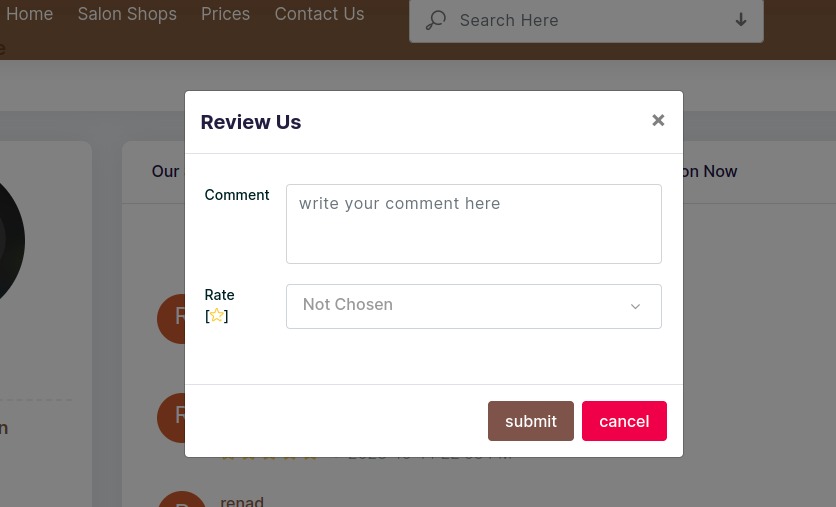 Home Salon Shops Prices Contact Us
Search Here
e
Review Us
×
Our
on Now
Comment
write your comment here
Rate
[☆]
Not Chosen
R
R
n
submit cancel
renad